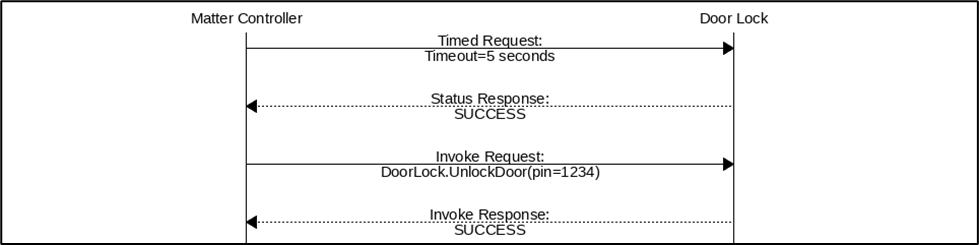 Matter Controller
Door Lock
Timed Request:
Timeout=5 seconds
Status Response:
SUCCESS
Invoke Request:
DoorLock.UnlockDoor(pin=1234)
Invoke Response:
SUCCESS